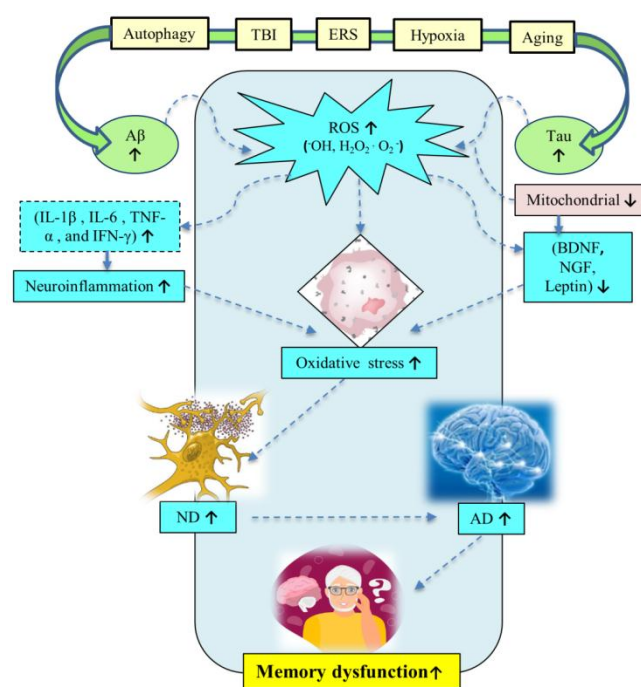 Autophagy
TBI
ERS
Hypoxia
Aging
Aβ
↑
ROS ↑
(·OH, H₂O₂ · O₂·⁻)
Tau
↑
(IL-1β , IL-6 , TNF-
α , and IFN-γ) ↑
Mitochondrial ↓
(BDNF,
NGF,
Leptin) ↓
Neuroinflammation ↑
Oxidative stress ↑
ND ↑
AD ↑
?
Memory dysfunction↑